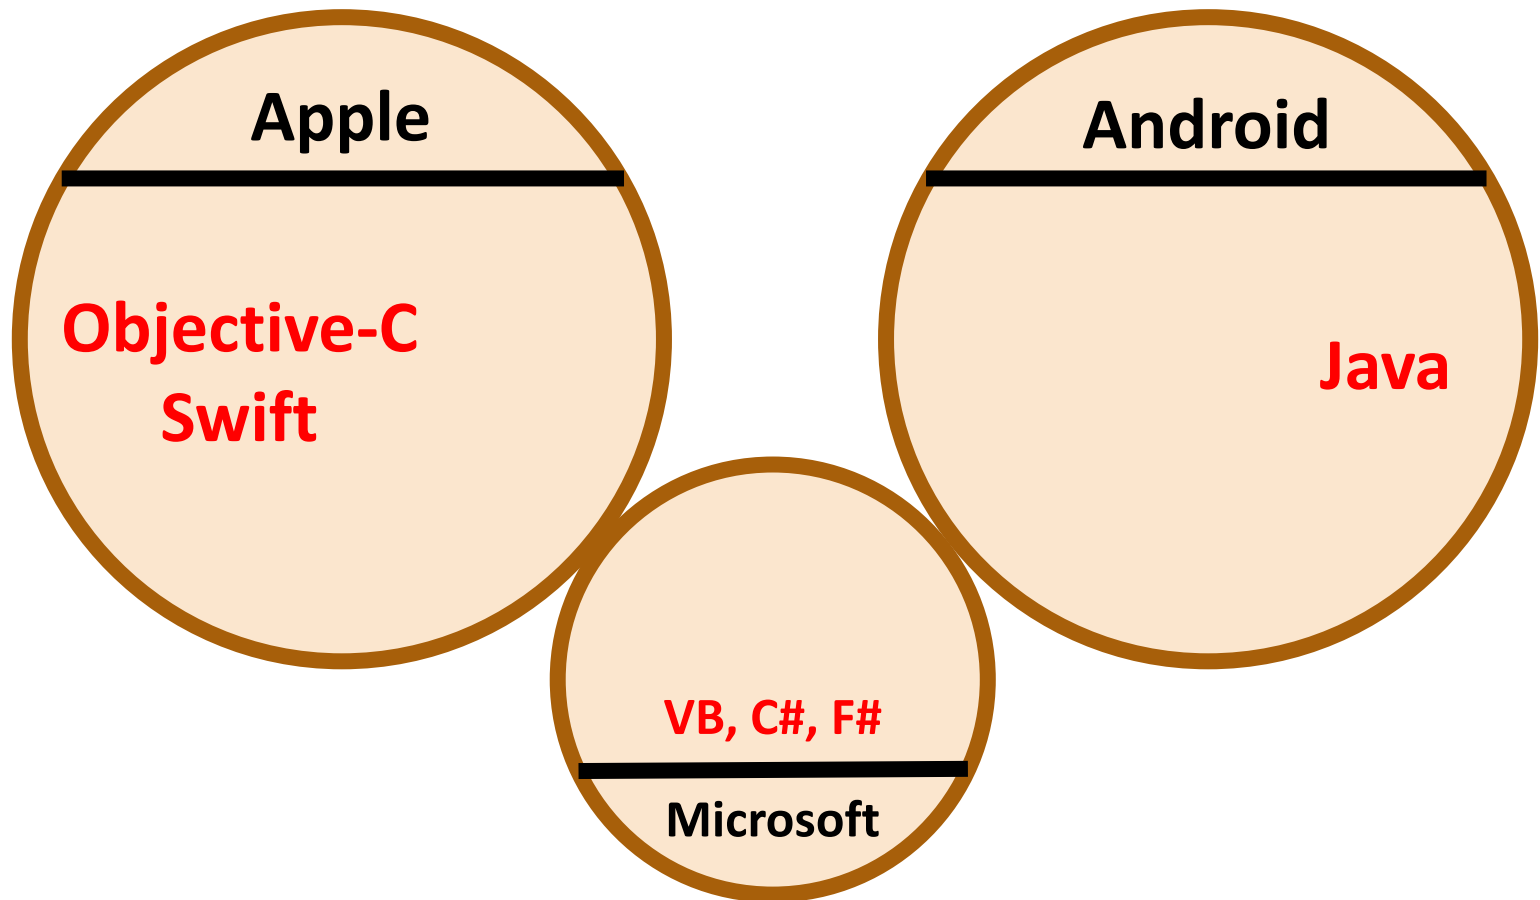 Apple
Objective-C
Swift
Android
Java
VB, C#, F#
Microsoft